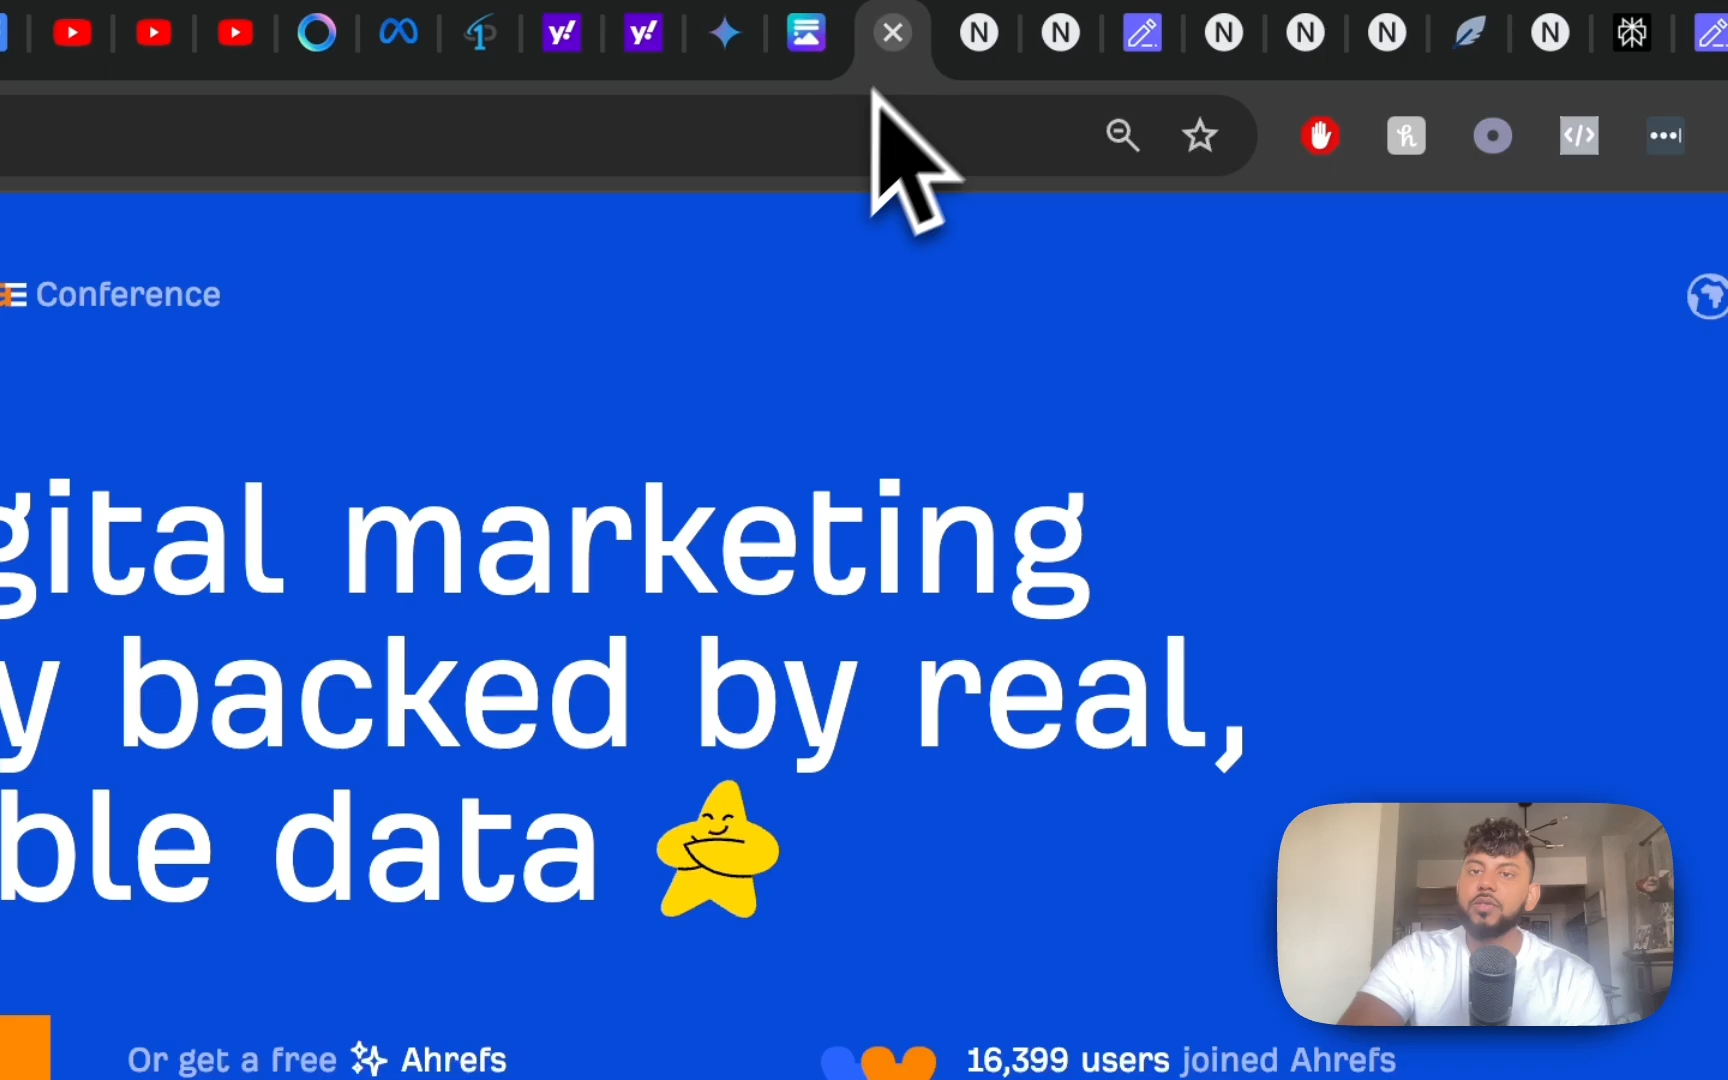 Conference
gital marketing
y backed by real,
ble data
Or get a free Ahrefs
16,399 users joined Ahrefs